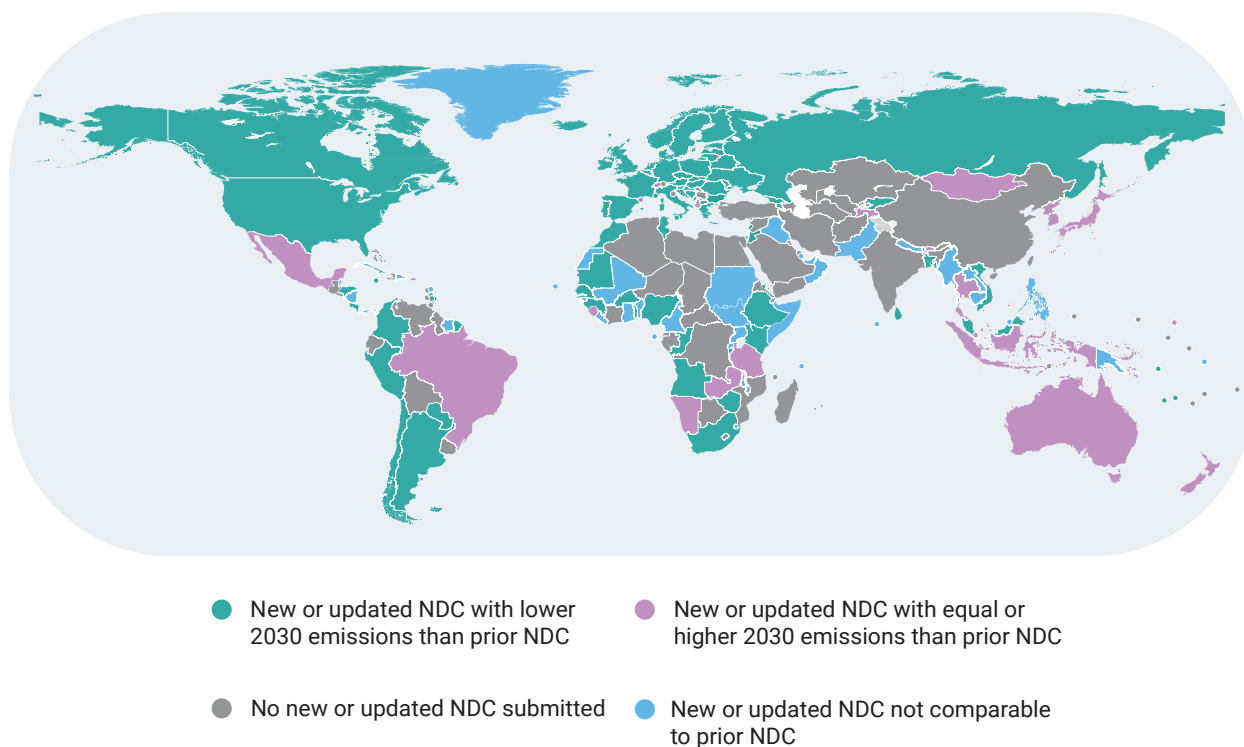 New or updated NDC with lower
2030 emissions than prior NDC
New or updated NDC with equal or
higher 2030 emissions than prior NDC
No new or updated NDC submitted
New or updated NDC not comparable
to prior NDC